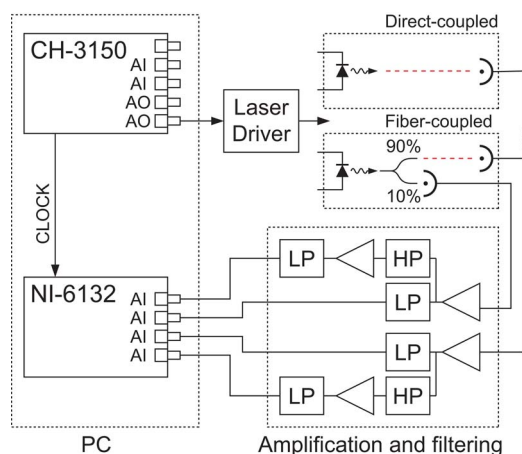 CH-3150
AI
AI
AO
AO
Laser
Driver
Direct-coupled
Fiber-coupled
90%
10%
CLOCK
NI-6132
AI
AI
AI
AI
LP
HP
LP
LP
LP
HP
PC
Amplification and filtering